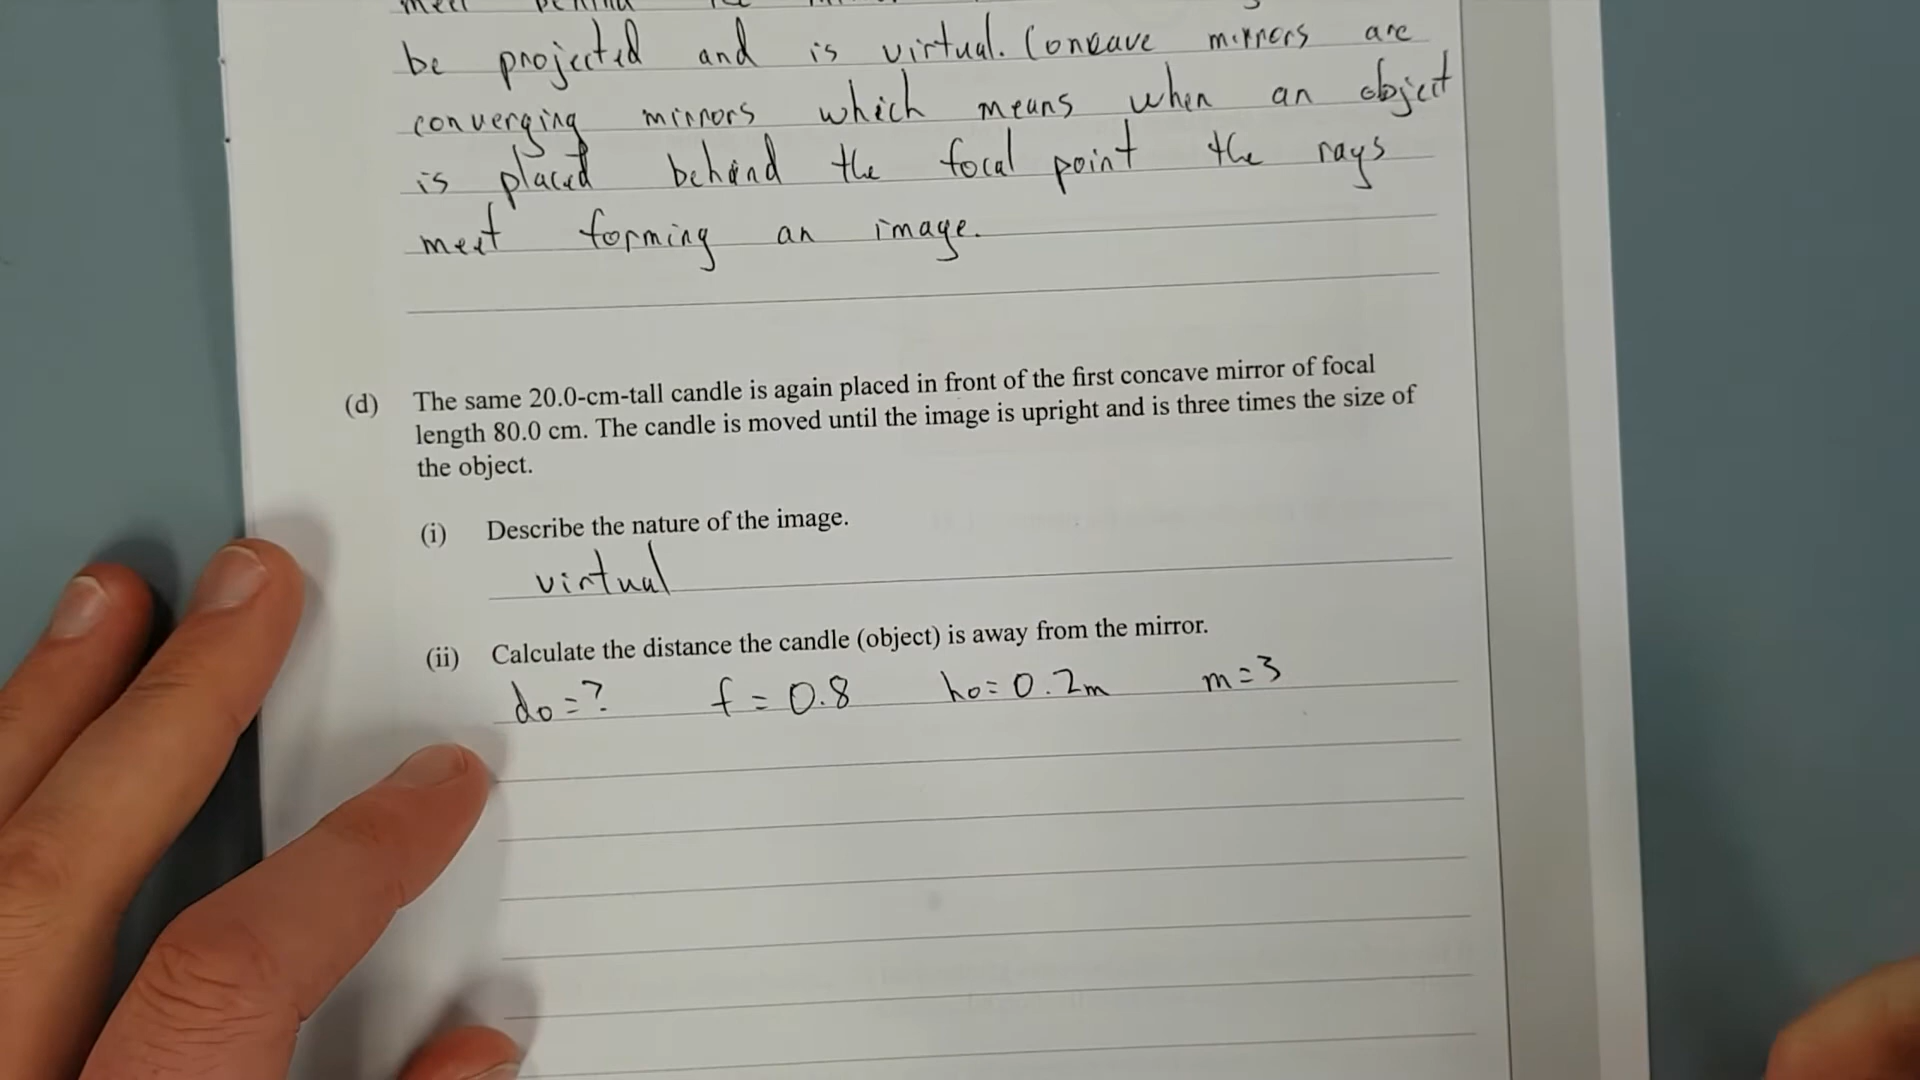 be projected and is virtual. Concave mirrors are
converging mirrors which means when an object
is placed behind the focal point the rays
meet forming an image.
(d) The same 20.0-cm-tall candle is again placed in front of the first concave mirror of focal
length 80.0 cm. The candle is moved until the image is upright and is three times the size of
the object.
(i) Describe the nature of the image.
virtual
(ii) Calculate the distance the candle (object) is away from the mirror.
do=? f = 0.8 ho= 0.2m m=3